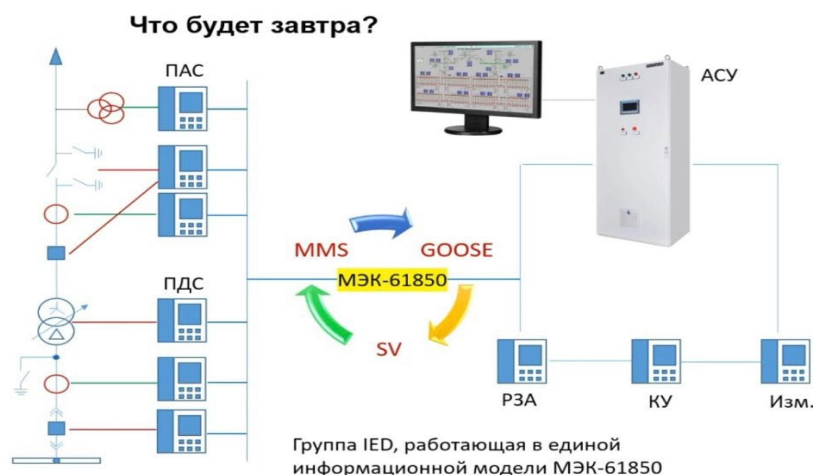 Что будет завтра?
ПАС
АСУ
MMS
GOOSE
МЭК-61850
ПДС
SV
РЗА
КУ
Изм.
Группа IED, работающая в единой
информационной модели МЭК-61850